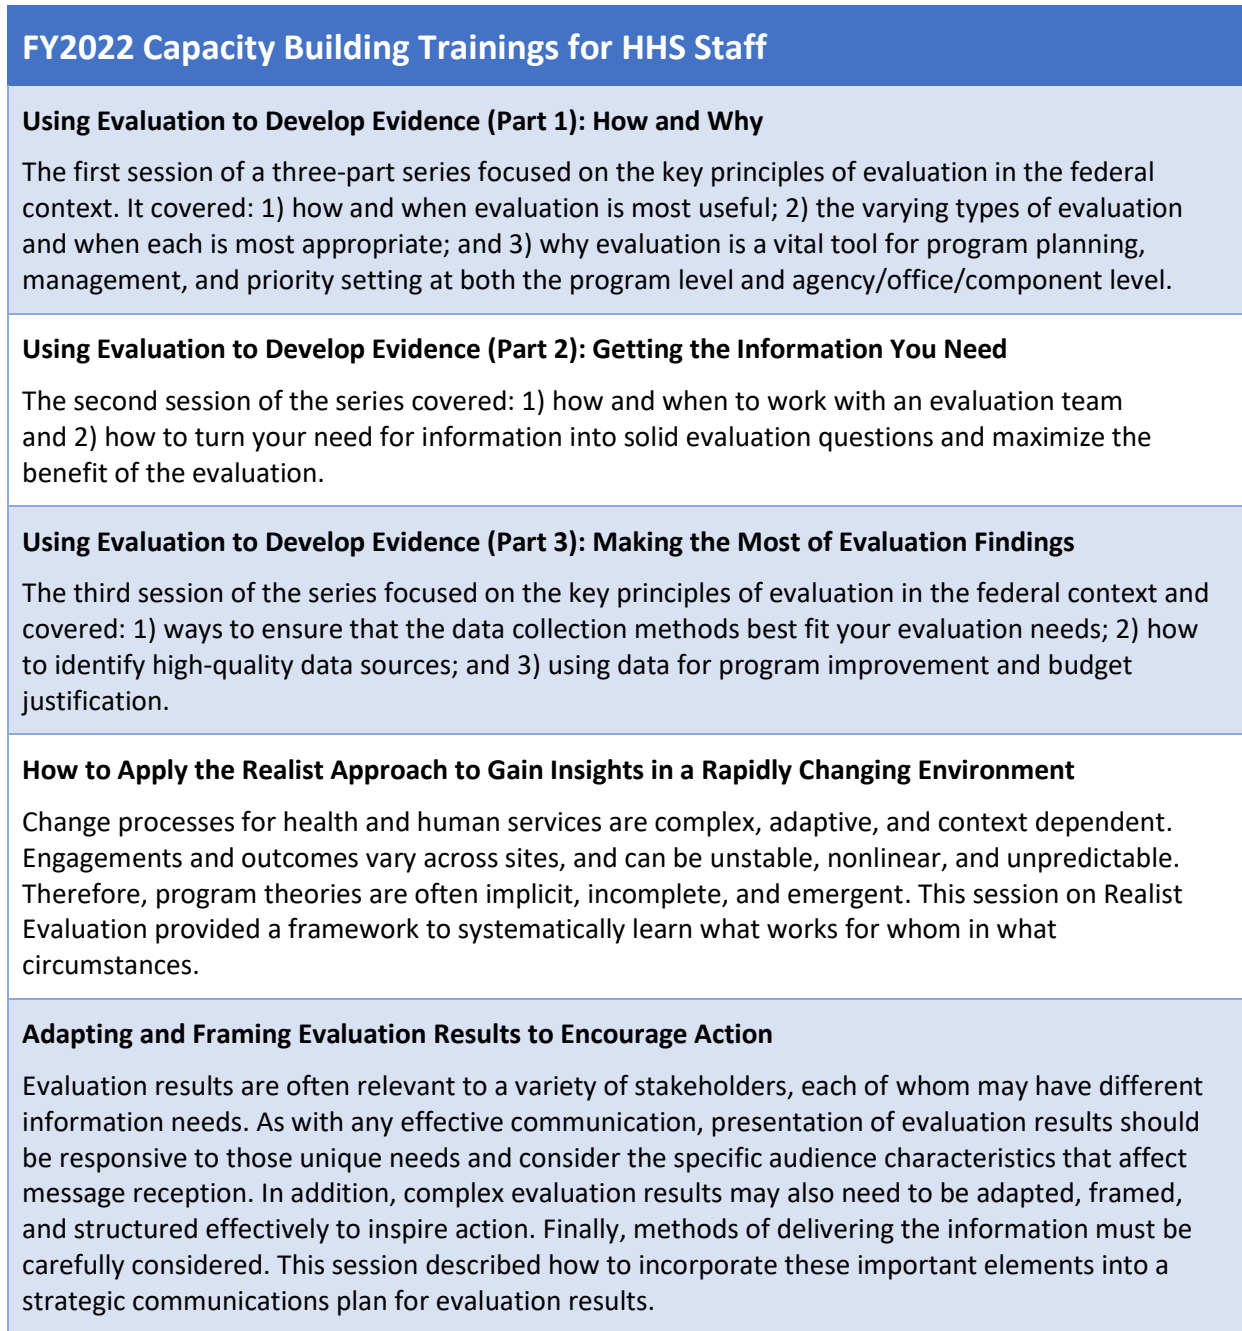 FY2022 Capacity Building Trainings for HHS Staff
Using Evaluation to Develop Evidence (Part 1): How and Why
The first session of a three-part series focused on the key principles of evaluation in the federal
context. It covered: 1) how and when evaluation is most useful; 2) the varying types of evaluation
and when each is most appropriate; and 3) why evaluation is a vital tool for program planning,
management, and priority setting at both the program level and agency/office/component level.
Using Evaluation to Develop Evidence (Part 2): Getting the Information You Need
The second session of the series covered: 1) how and when to work with an evaluation team
and 2) how to turn your need for information into solid evaluation questions and maximize the
benefit of the evaluation.
Using Evaluation to Develop Evidence (Part 3): Making the Most of Evaluation Findings
The third session of the series focused on the key principles of evaluation in the federal context and
covered: 1) ways to ensure that the data collection methods best fit your evaluation needs; 2) how
to identify high-quality data sources; and 3) using data for program improvement and budget
justification.
How to Apply the Realist Approach to Gain Insights in a Rapidly Changing Environment
Change processes for health and human services are complex, adaptive, and context dependent.
Engagements and outcomes vary across sites, and can be unstable, nonlinear, and unpredictable.
Therefore, program theories are often implicit, incomplete, and emergent. This session on Realist
Evaluation provided a framework to systematically learn what works for whom in what
circumstances.
Adapting and Framing Evaluation Results to Encourage Action
Evaluation results are often relevant to a variety of stakeholders, each of whom may have different
information needs. As with any effective communication, presentation of evaluation results should
be responsive to those unique needs and consider the specific audience characteristics that affect
message reception. In addition, complex evaluation results may also need to be adapted, framed,
and structured effectively to inspire action. Finally, methods of delivering the information must be
carefully considered. This session described how to incorporate these important elements into a
strategic communications plan for evaluation results.